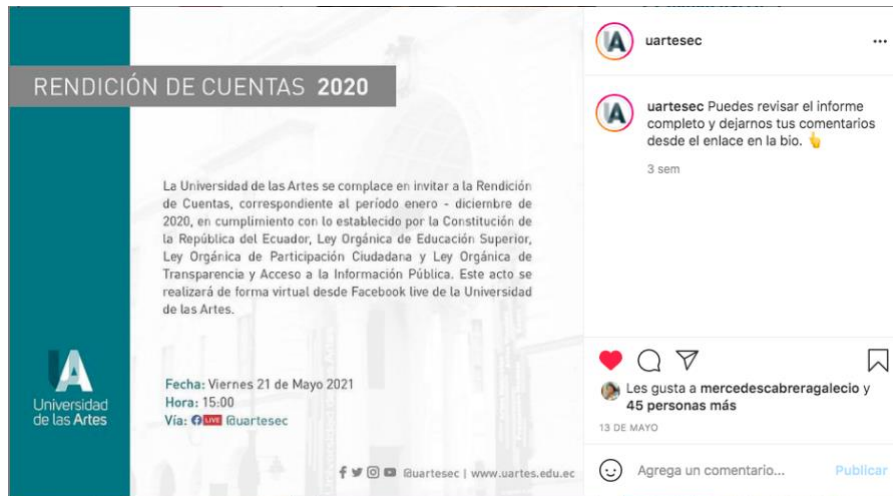 RENDICIÓN DE CUENTAS 2020
La Universidad de las Artes se complace en invitar a la Rendición
de Cuentas, correspondiente al período enero - diciembre de
2020, en cumplimiento con lo establecido por la Constitución de
la República del Ecuador, Ley Orgánica de Educación Superior,
Ley Orgánica de Participación Ciudadana y Ley Orgánica de
Transparencia y Acceso a la Información Pública. Este acto se
realizará de forma virtual desde Facebook live de la Universidad
de las Artes.
Fecha: Viernes 21 de Mayo 2021
Hora: 15:00
Vía: LIVE @uartesec
UA
Universidad
de las Artes
@uartesec | www.uartes.edu.ec
UA
uartesec
UA
uartesec Puedes revisar el informe
completo y dejarnos tus comentarios
desde el enlace en la bio. 👆
3 sem
Les gusta a mercedescabreragalecio y
45 personas más
13 DE MAYO
Agrega un comentario...
Publicar